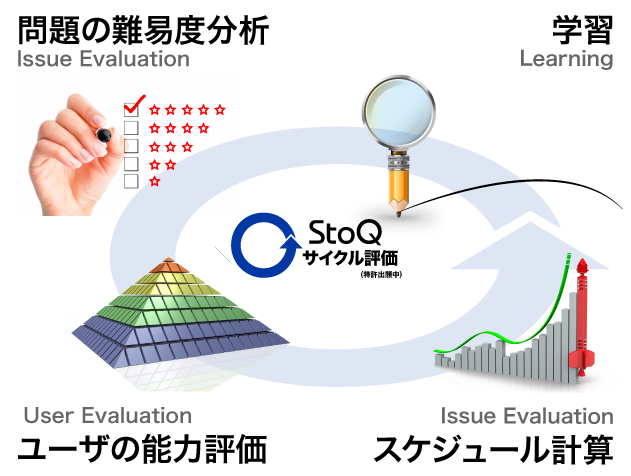 問題の難易度分析
Issue Evaluation
学習
Learning
StoQ
サイクル評価
(特許出願中)
User Evaluation
ユーザの能力評価
Issue Evaluation
スケジュール計算